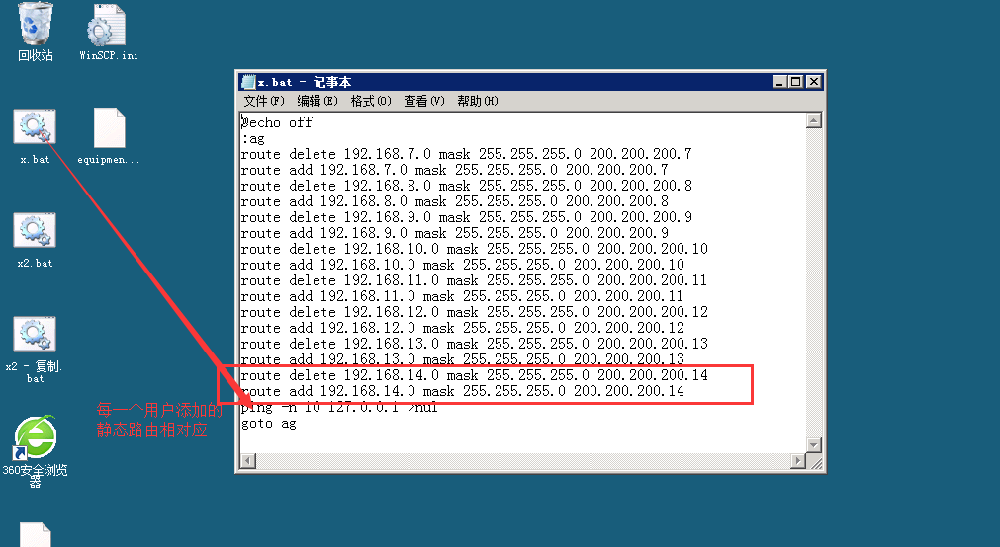 回收站
WinSCP.ini
x.bat
equipmen...
x2.bat
x2 - 复制.
bat
360安全浏览
器
每一个用户添加的
静态路由相对应
x.bat - 记事本
文件(F) 编辑(E) 格式(O) 查看(V) 帮助(H)
@echo off
:ag
route delete 192.168.7.0 mask 255.255.255.0 200.200.200.7
route add 192.168.7.0 mask 255.255.255.0 200.200.200.7
route delete 192.168.8.0 mask 255.255.255.0 200.200.200.8
route add 192.168.8.0 mask 255.255.255.0 200.200.200.8
route delete 192.168.9.0 mask 255.255.255.0 200.200.200.9
route add 192.168.9.0 mask 255.255.255.0 200.200.200.9
route delete 192.168.10.0 mask 255.255.255.0 200.200.200.10
route add 192.168.10.0 mask 255.255.255.0 200.200.200.10
route delete 192.168.11.0 mask 255.255.255.0 200.200.200.11
route add 192.168.11.0 mask 255.255.255.0 200.200.200.11
route delete 192.168.12.0 mask 255.255.255.0 200.200.200.12
route add 192.168.12.0 mask 255.255.255.0 200.200.200.12
route delete 192.168.13.0 mask 255.255.255.0 200.200.200.13
route add 192.168.13.0 mask 255.255.255.0 200.200.200.13
route delete 192.168.14.0 mask 255.255.255.0 200.200.200.14
route add 192.168.14.0 mask 255.255.255.0 200.200.200.14
ping -n 10 127.0.0.1 >nul
goto ag